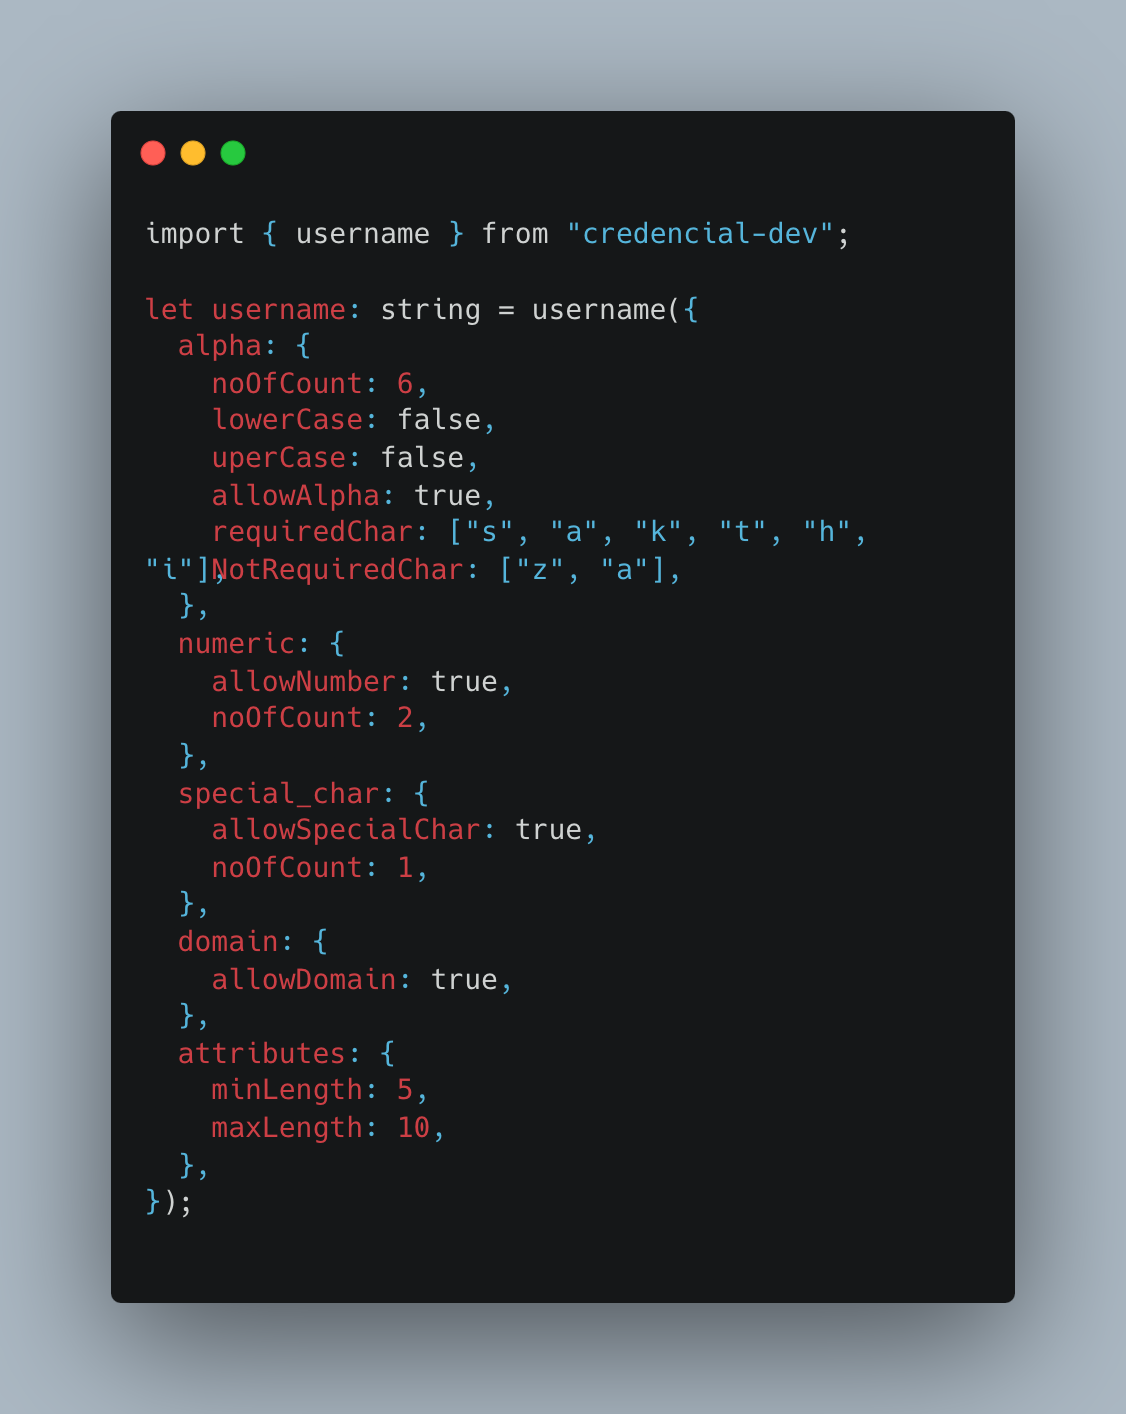 import { username } from "credencial-dev";
let username: string = username({
  alpha: {
    noOfCount: 6,
    lowerCase: false,
    uperCase: false,
    allowAlpha: true,
    requiredChar: ["s", "a", "k", "t", "h",
"i"],
    NotRequiredChar: ["z", "a"],
  },
  numeric: {
    allowNumber: true,
    noOfCount: 2,
  },
  special_char: {
    allowSpecialChar: true,
    noOfCount: 1,
  },
  domain: {
    allowDomain: true,
  },
  attributes: {
    minLength: 5,
    maxLength: 10,
  },
});